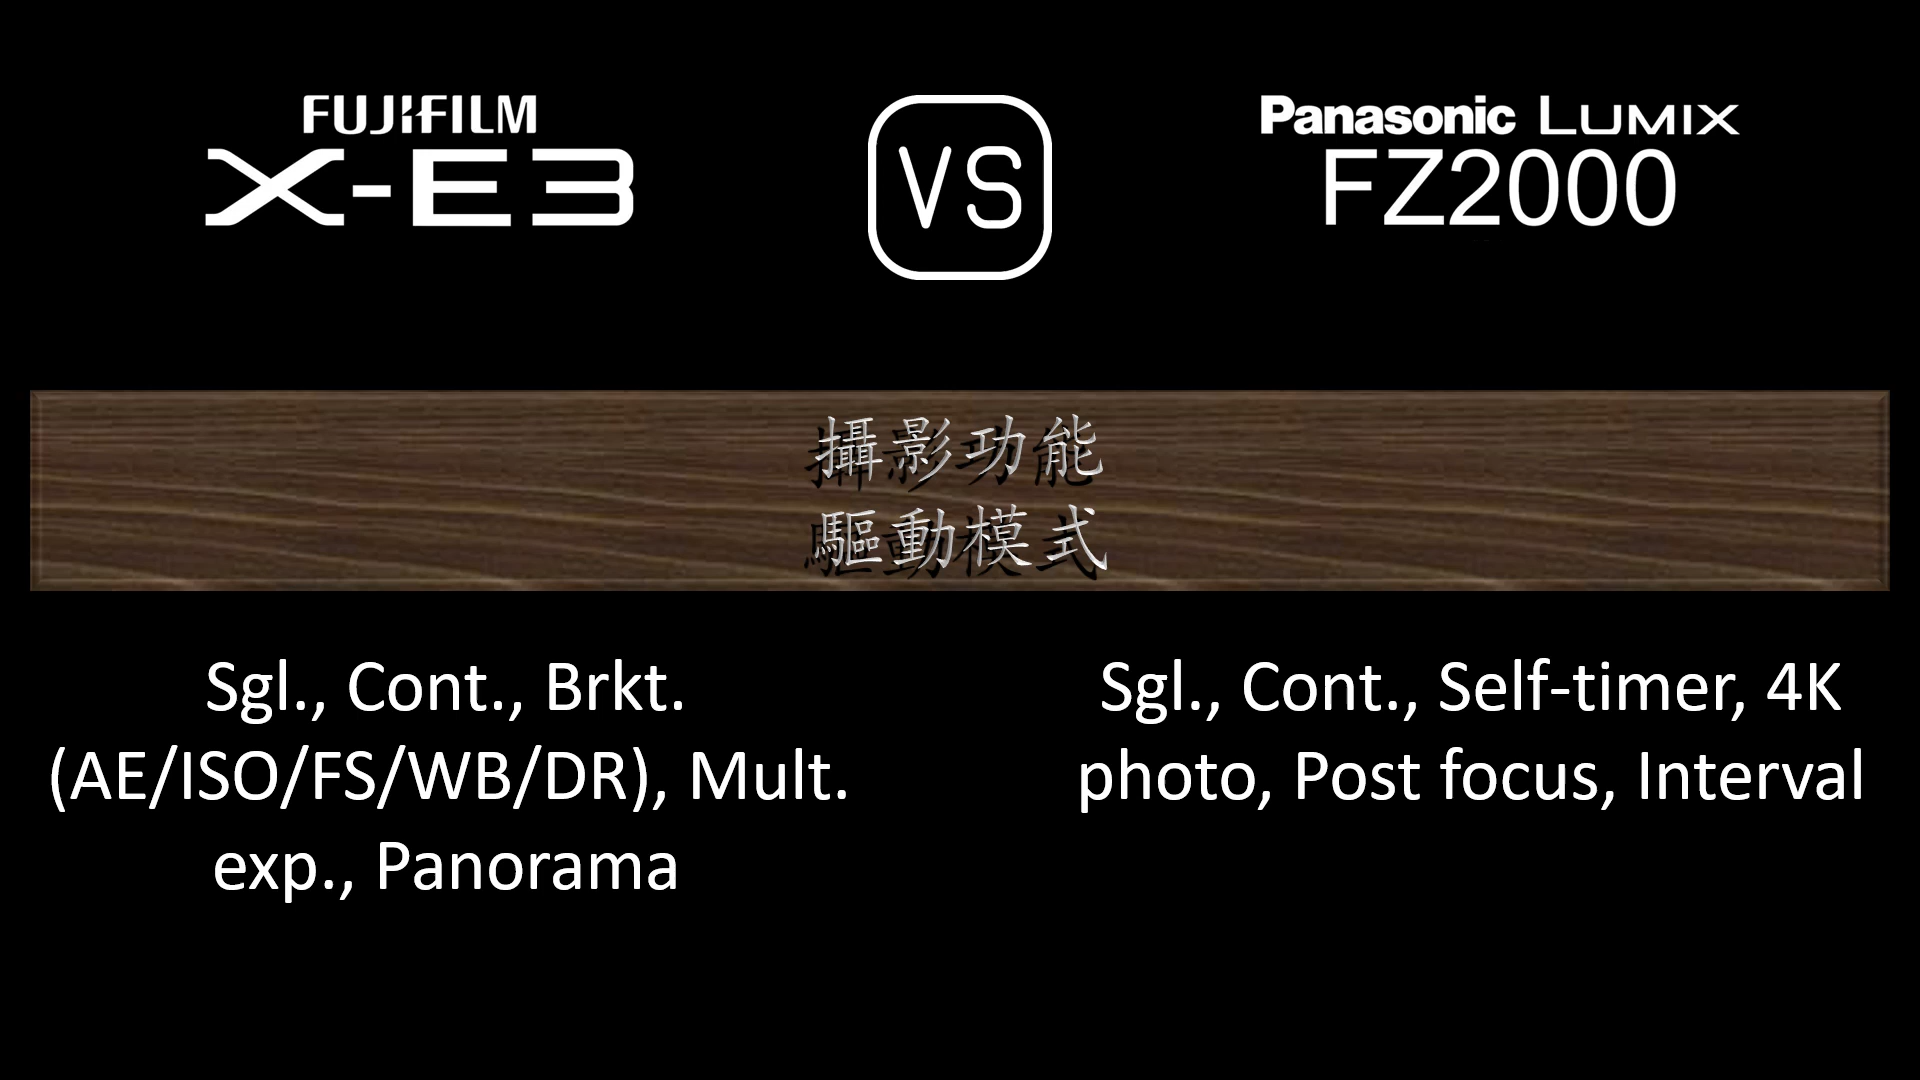 FUJIFILM
X-E3
VS
Panasonic LUMIX
FZ2000
攝影功能
驅動模式
Sgl., Cont., Brkt.
(AE/ISO/FS/WB/DR), Mult.
exp., Panorama
Sgl., Cont., Self-timer, 4K
photo, Post focus, Interval